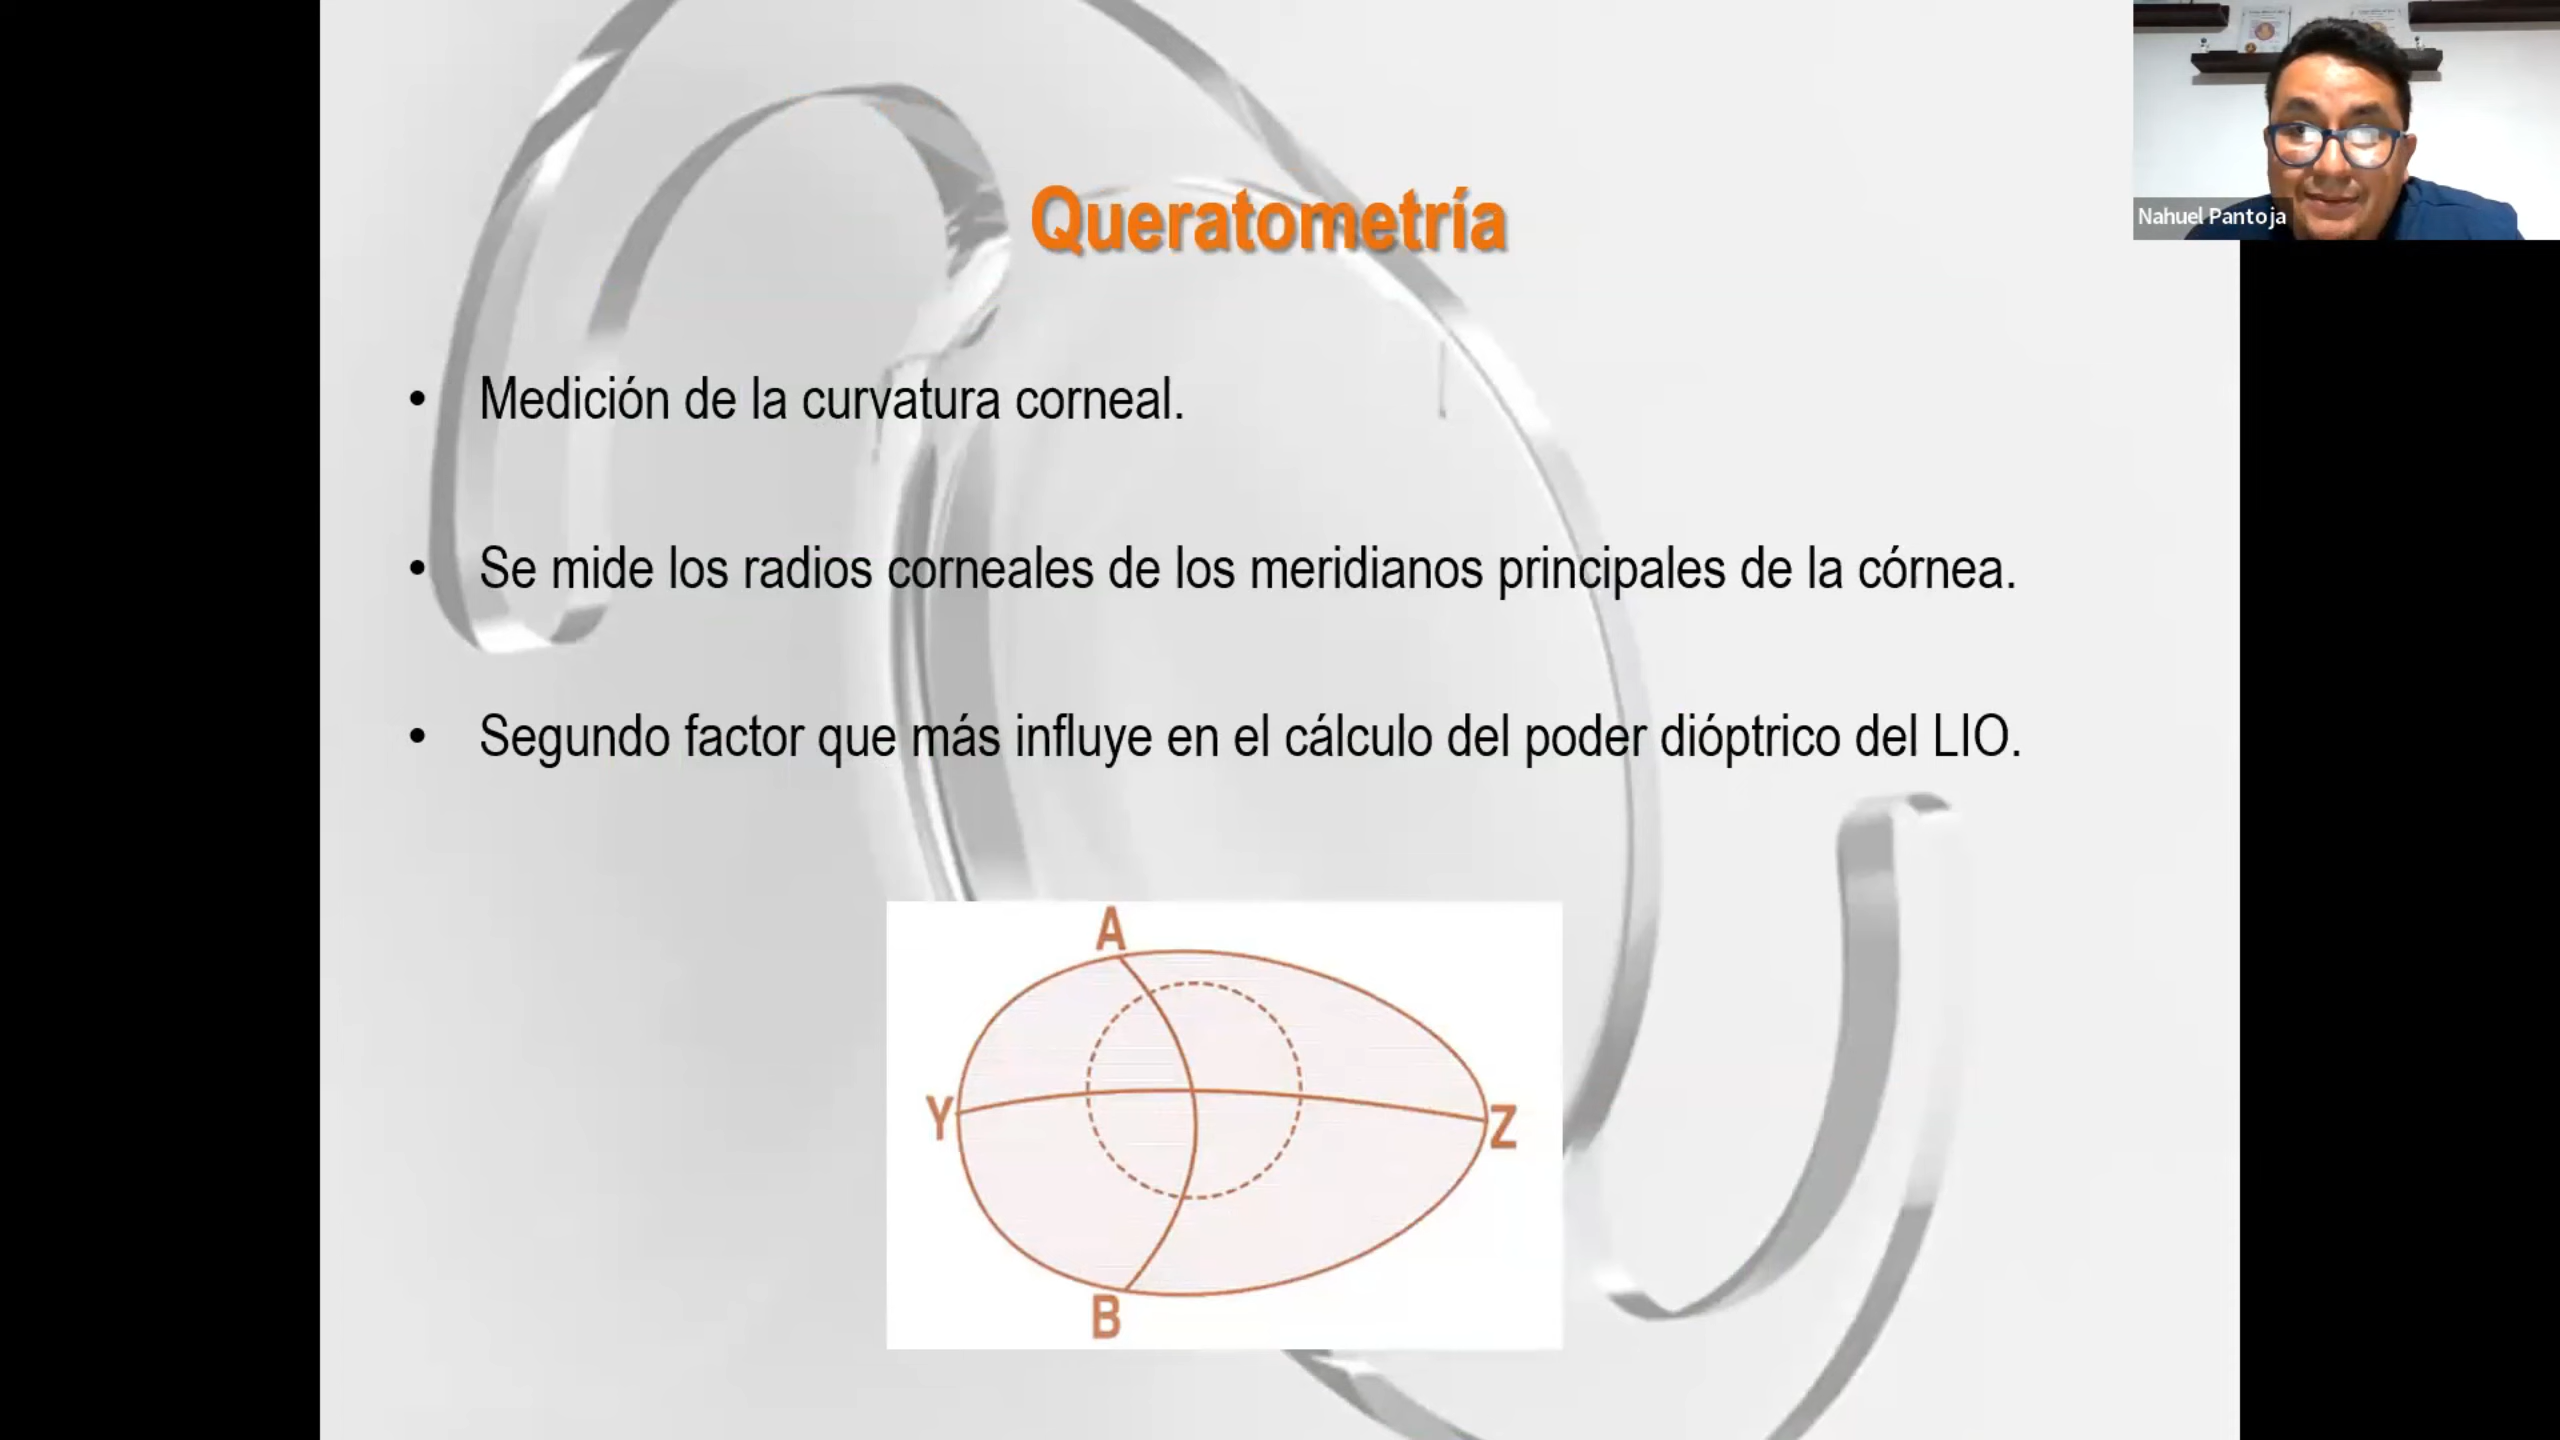 Nahuel Pantoja
Queratometría
• Medición de la curvatura corneal.
• Se mide los radios corneales de los meridianos principales de la córnea.
• Segundo factor que más influye en el cálculo del poder dióptrico del LIO.
A
Y
Z
B